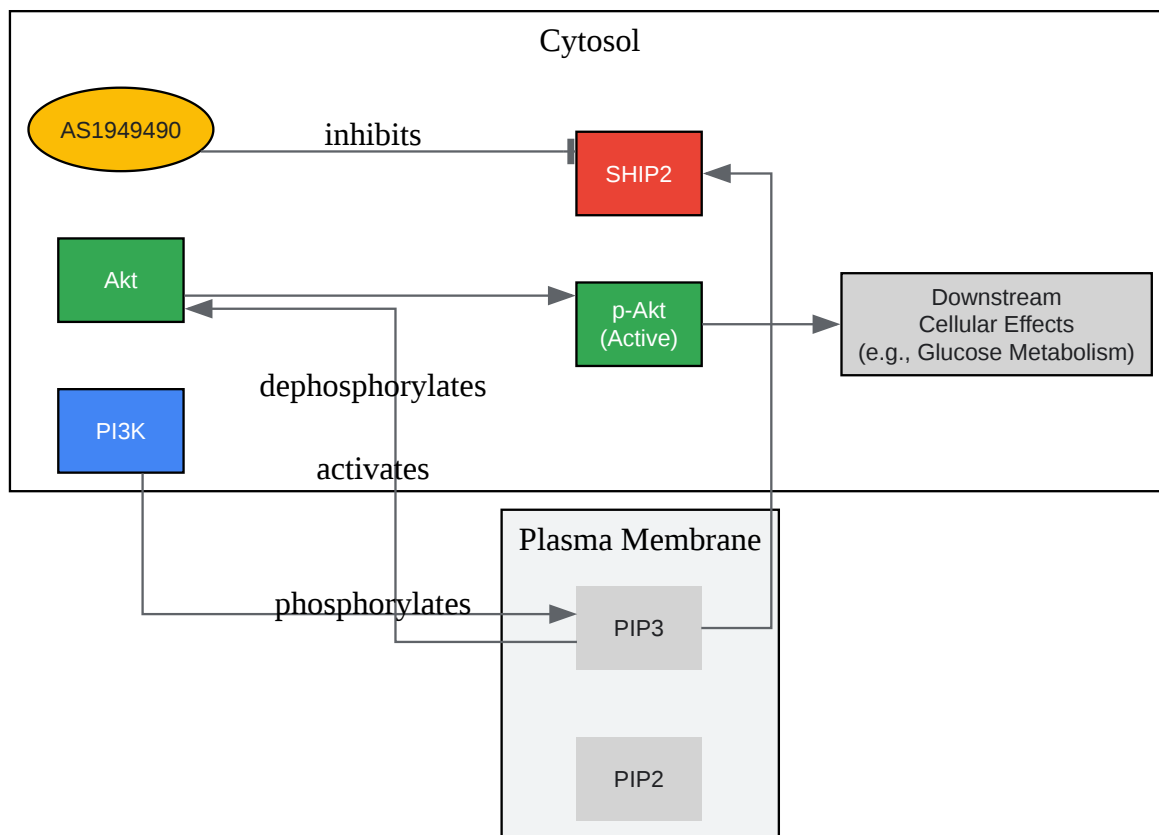 Cytosol
AS1949490
inhibits
SHIP2
Akt
p-Akt
(Active)
Downstream
Cellular Effects
(e.g., Glucose Metabolism)
dephosphorylates
PI3K
activates
Plasma Membrane
phosphorylates
PIP3
PIP2